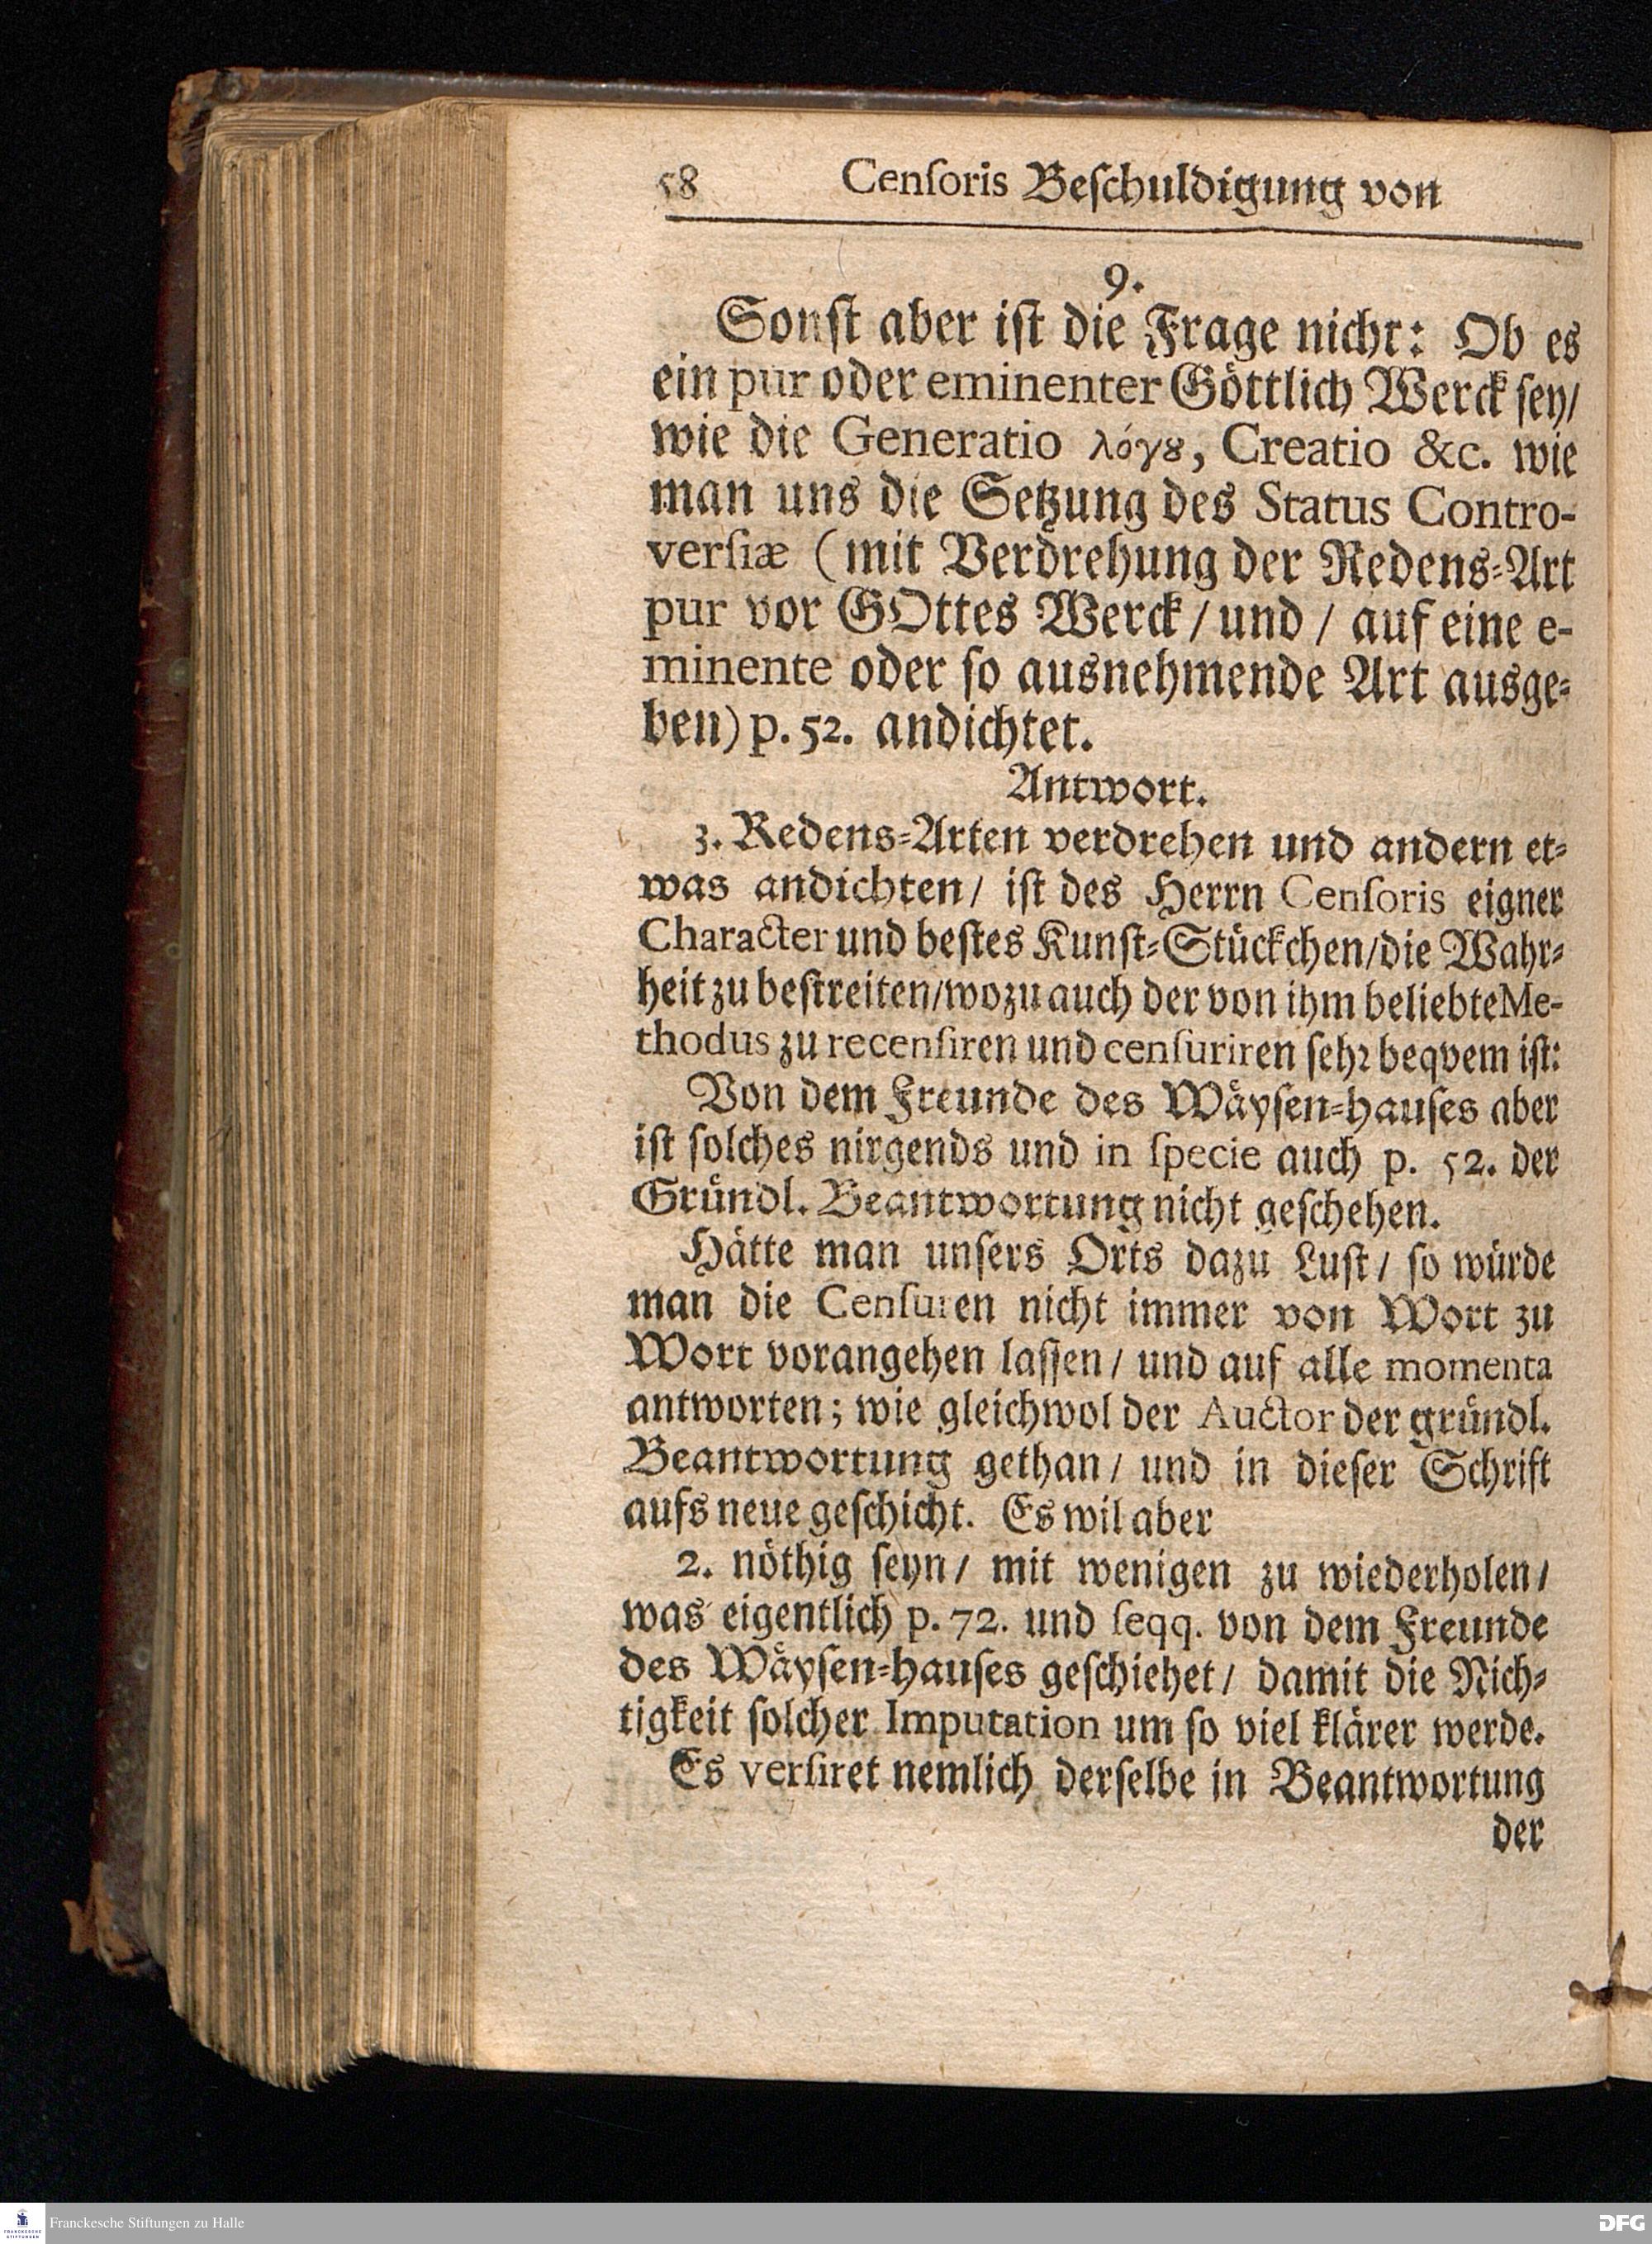 58 Cenſoris Beſchuldigung von
9.
Sonſt aber iſt die Frage nicht: Ob es
ein pur oder eminenter Göttlich Werck ſey/
wie die Generatio λόγȣ, Creatio &c. wie
man uns die Setzung des Status Contro-
verſiæ (mit Verdrehung der Redens-Art
pur vor GOttes Werck / und / auf eine e-
minente oder ſo ausnehmende Art ausge-
ben) p. 52. andichtet.
Antwort.
3. Redens-Arten verdrehen und andern et-
was andichten/ iſt des Herrn Cenſoris eigner
Character und beſtes Kunſt-Stückchen/die Wahr-
heit zu beſtreiten/wozu auch der von ihm beliebte Me-
thodus zu recenſiren und cenſuriren ſehr beqvem iſt:
Von dem Freunde des Wäyſen-hauſes aber
iſt ſolches nirgends und in ſpecie auch p. 52. der
Gründl. Beantwortung nicht geſchehen.
Hätte man unſers Orts dazu Luſt/ ſo würde
man die Cenſuren nicht immer von Wort zu
Wort vorangehen laſſen/ und auf alle momenta
antworten; wie gleichwol der Auctor der gründl.
Beantwortung gethan/ und in dieſer Schrift
aufs neue geſchicht. Es wil aber
2. nöthig ſeyn/ mit wenigen zu wiederholen/
was eigentlich p. 72. und ſeqq. von dem Freunde
des Wäyſen-hauſes geſchiehet/ damit die Nich-
tigkeit ſolcher Imputation um ſo viel klärer werde.
Es verſiret nemlich derſelbe in Beantwortung
der
FRANCKESCHE
STIFTUNGEN
Franckesche Stiftungen zu Halle
DFG